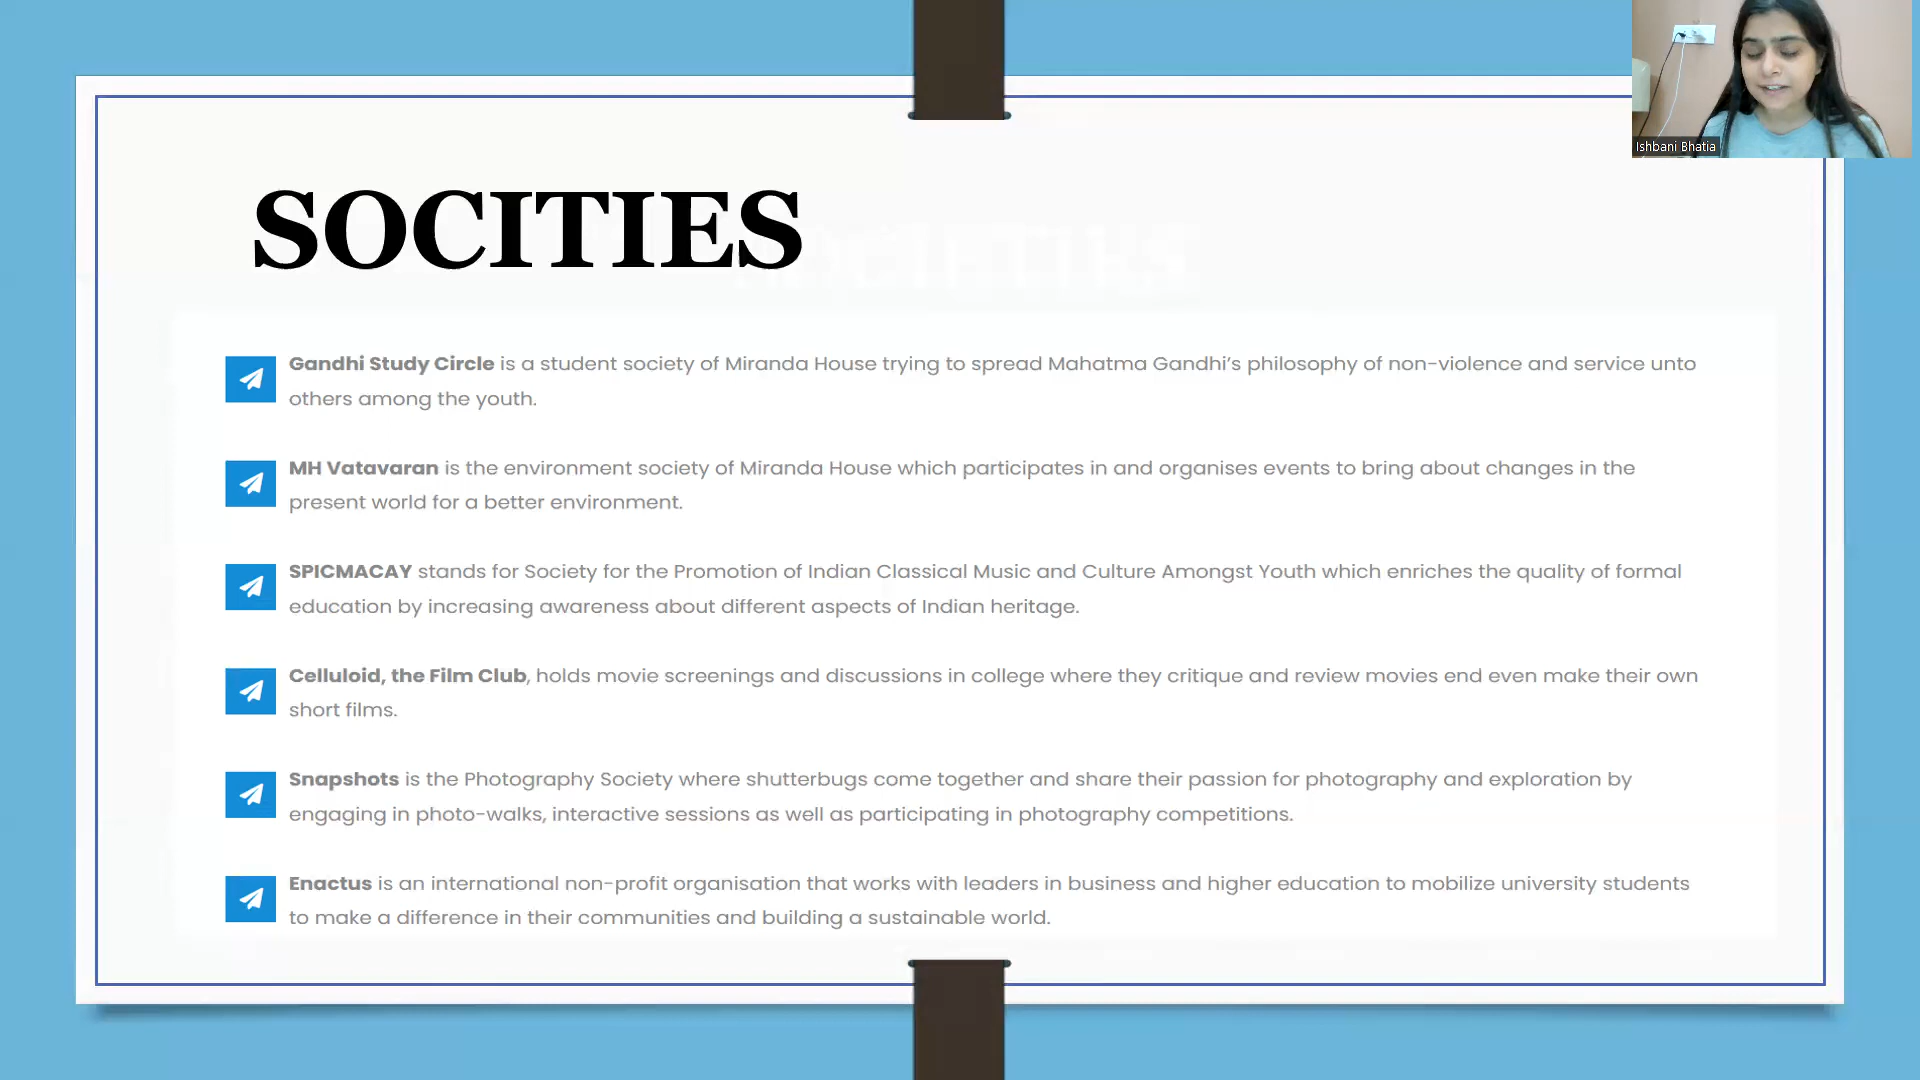 Ishbani Bhatia
SOCITIES
Gandhi Study Circle is a student society of Miranda House trying to spread Mahatma Gandhi’s philosophy of non-violence and service unto
others among the youth.
MH Vatavaran is the environment society of Miranda House which participates in and organises events to bring about changes in the
present world for a better environment.
SPICMACAY stands for Society for the Promotion of Indian Classical Music and Culture Amongst Youth which enriches the quality of formal
education by increasing awareness about different aspects of Indian heritage.
Celluloid, the Film Club, holds movie screenings and discussions in college where they critique and review movies end even make their own
short films.
Snapshots is the Photography Society where shutterbugs come together and share their passion for photography and exploration by
engaging in photo-walks, interactive sessions as well as participating in photography competitions.
Enactus is an international non-profit organisation that works with leaders in business and higher education to mobilize university students
to make a difference in their communities and building a sustainable world.